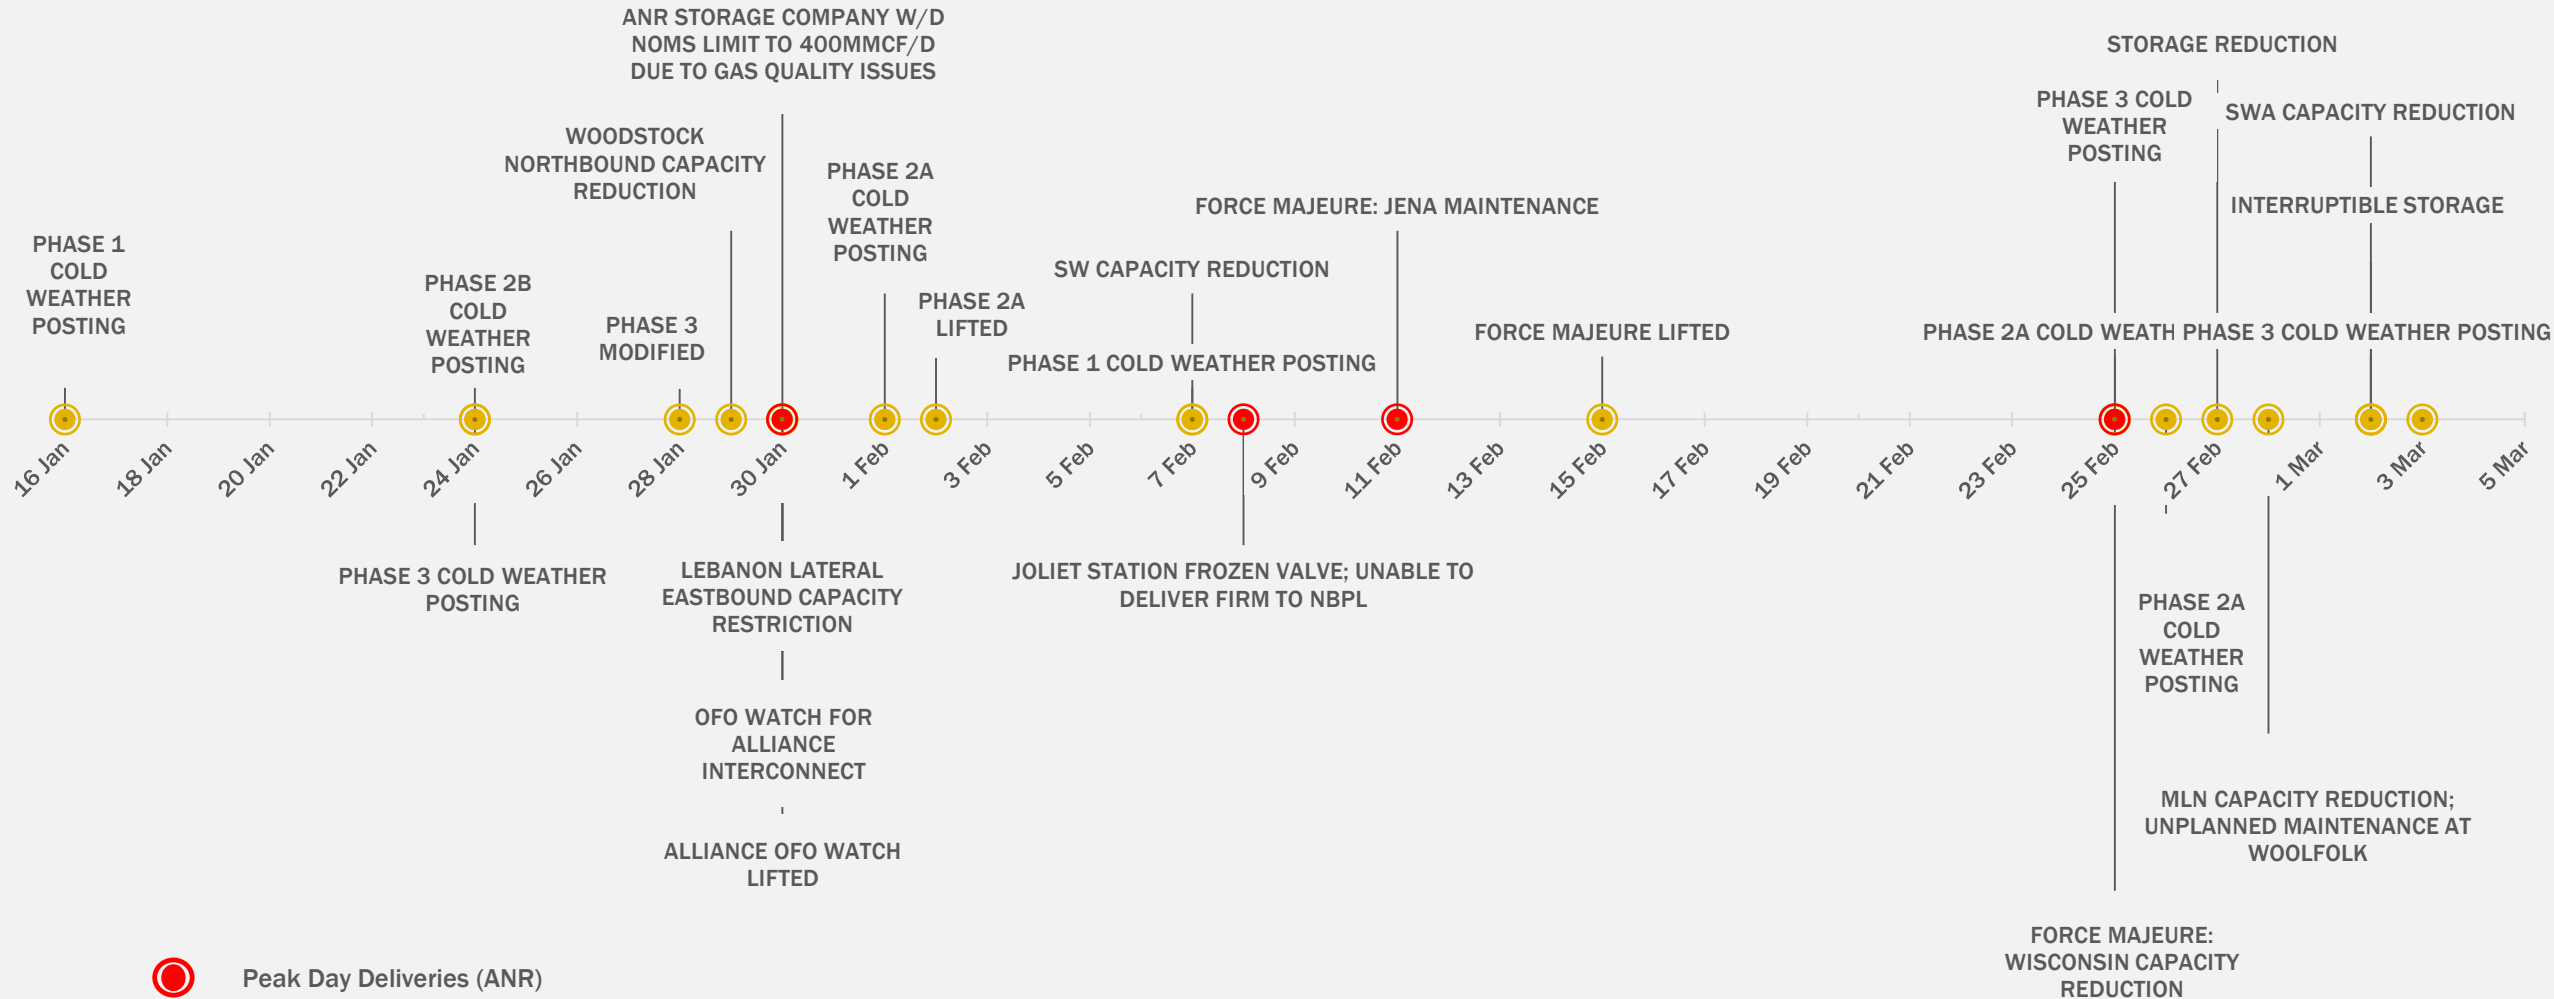 ANR STORAGE COMPANY W/D
NOMS LIMIT TO 400MMCF/D
DUE TO GAS QUALITY ISSUES
STORAGE REDUCTION
PHASE 3 COLD
WEATHER
POSTING
SWA CAPACITY REDUCTION
WOODSTOCK
NORTHBOUND CAPACITY
REDUCTION
PHASE 2A
COLD
WEATHER
POSTING
FORCE MAJEURE: JENA MAINTENANCE
INTERRUPTIBLE STORAGE
PHASE 1
COLD
WEATHER
POSTING
PHASE 2B
COLD
WEATHER
POSTING
PHASE 3
MODIFIED
PHASE 2A
LIFTED
SW CAPACITY REDUCTION
PHASE 1 COLD WEATHER POSTING
FORCE MAJEURE LIFTED
PHASE 2A COLD WEATH
PHASE 3 COLD WEATHER POSTING
16 Jan
18 Jan
20 Jan
22 Jan
24 Jan
26 Jan
28 Jan
30 Jan
1 Feb
3 Feb
5 Feb
7 Feb
9 Feb
11 Feb
13 Feb
15 Feb
17 Feb
19 Feb
21 Feb
23 Feb
25 Feb
27 Feb
1 Mar
3 Mar
5 Mar
PHASE 3 COLD WEATHER
POSTING
LEBANON LATERAL
EASTBOUND CAPACITY
RESTRICTION
OFO WATCH FOR
ALLIANCE
INTERCONNECT
ALLIANCE OFO WATCH
LIFTED
JOLIET STATION FROZEN VALVE; UNABLE TO
DELIVER FIRM TO NBPL
PHASE 2A
COLD
WEATHER
POSTING
MLN CAPACITY REDUCTION;
UNPLANNED MAINTENANCE AT
WOOLFOLK
FORCE MAJEURE:
WISCONSIN CAPACITY
REDUCTION
Peak Day Deliveries (ANR)